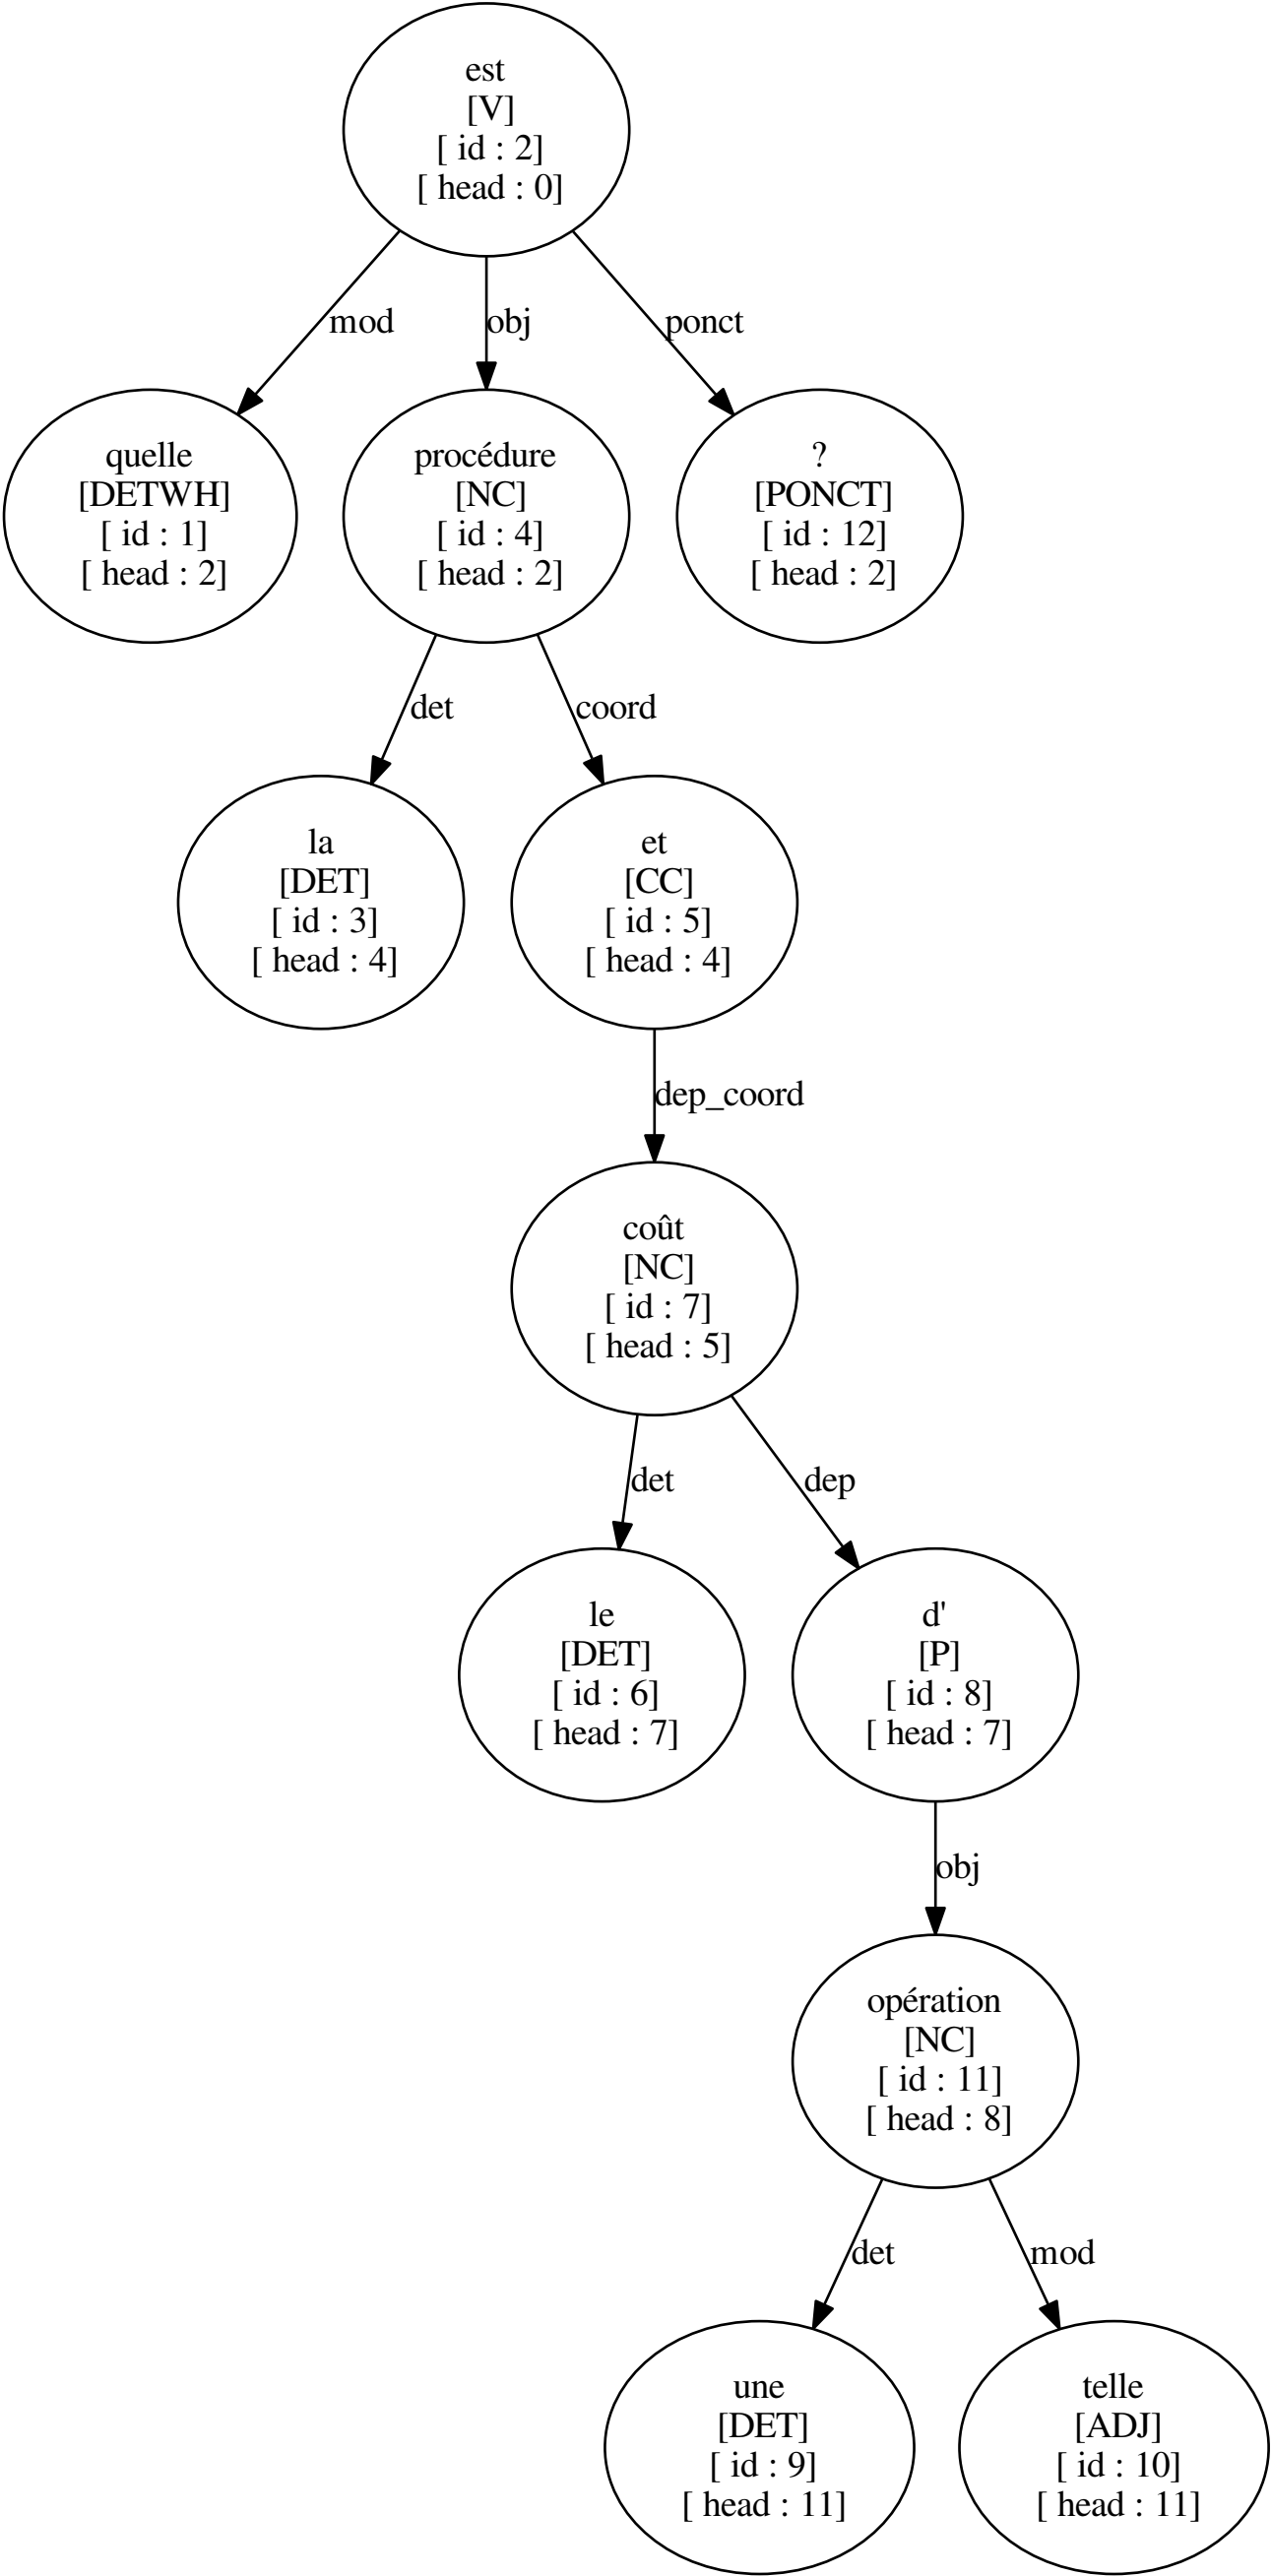 est
[V]
[ id : 2]
[ head : 0]
mod
obj
ponct
quelle
[DETWH]
[ id : 1]
[ head : 2]
procédure
[NC]
[ id : 4]
[ head : 2]
?
[PONCT]
[ id : 12]
[ head : 2]
det
coord
la
[DET]
[ id : 3]
[ head : 4]
et
[CC]
[ id : 5]
[ head : 4]
dep_coord
coût
[NC]
[ id : 7]
[ head : 5]
det
dep
le
[DET]
[ id : 6]
[ head : 7]
d'
[P]
[ id : 8]
[ head : 7]
obj
opération
[NC]
[ id : 11]
[ head : 8]
det
mod
une
[DET]
[ id : 9]
[ head : 11]
telle
[ADJ]
[ id : 10]
[ head : 11]